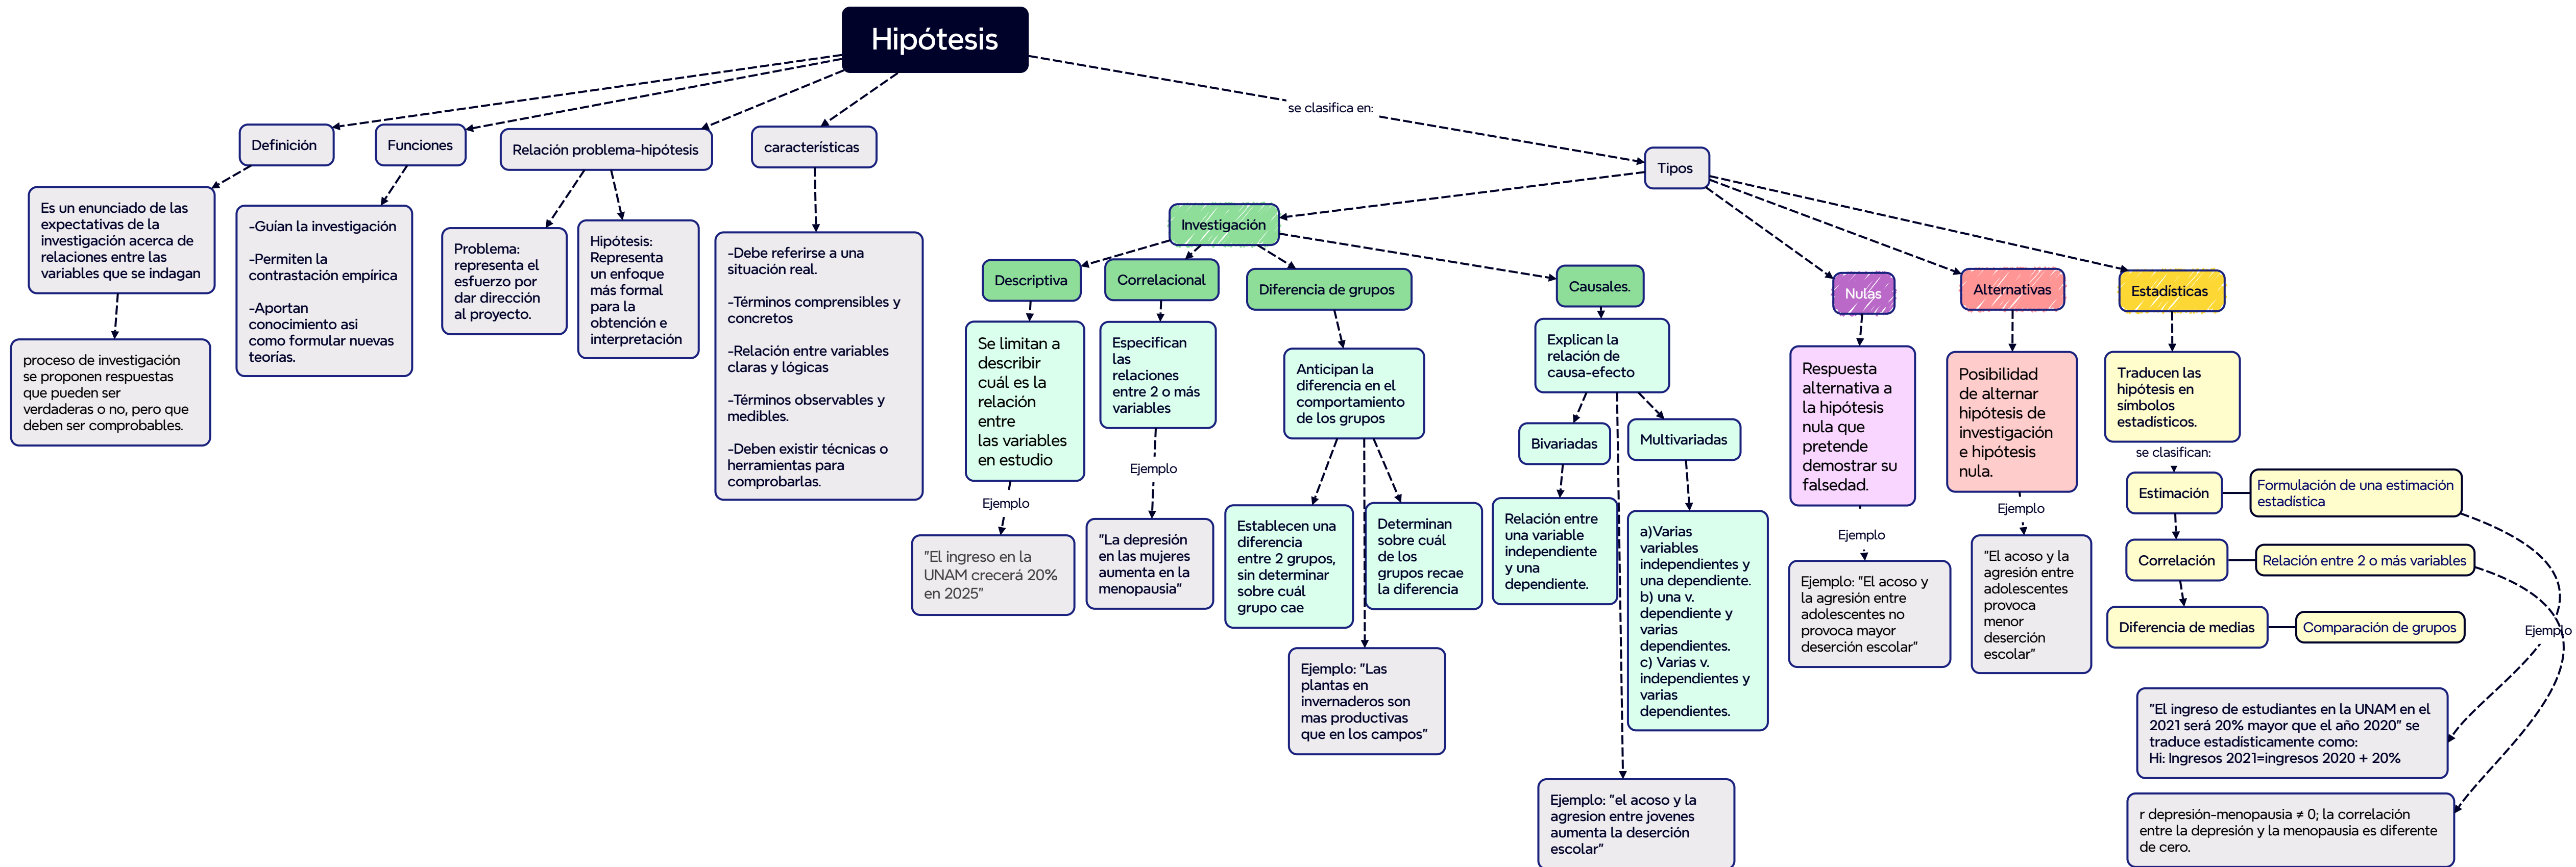 Hipótesis
se clasifica en:
Definición
Funciones
Relación problema-hipótesis
características
Tipos
Es un enunciado de las
expectativas de la
investigación acerca de
relaciones entre las
variables que se indagan
proceso de investigación
se proponen respuestas
que pueden ser
verdaderas o no, pero que
deben ser comprobables.
-Guían la investigación
-Permiten la
contrastación empírica
-Aportan
conocimiento asi
como formular nuevas
teorías.
Problema:
representa el
esfuerzo por
dar dirección
al proyecto.
Hipótesis:
Representa
un enfoque
más formal
para la
obtención e
interpretación
-Debe referirse a una
situación real.
-Términos comprensibles y
concretos
-Relación entre variables
claras y lógicas
-Términos observables y
medibles.
-Deben existir técnicas o
herramientas para
comprobarlas.
Investigación
Descriptiva
Se limitan a
describir
cuál es la
relación
entre
las variables
en estudio
Ejemplo
"El ingreso en la
UNAM crecerá 20%
en 2025"
Correlacional
Especifican
las
relaciones
entre 2 o más
variables
Ejemplo
"La depresión
en las mujeres
aumenta en la
menopausia"
Diferencia de grupos
Anticipan la
diferencia en el
comportamiento
de los grupos
Establecen una
diferencia
entre 2 grupos,
sin determinar
sobre cuál
grupo cae
Determinan
sobre cuál
de los
grupos recae
la diferencia
Ejemplo: "Las
plantas en
invernaderos son
mas productivas
que en los campos"
Causales.
Explican la
relación de
causa-efecto
Bivariadas
Relación entre
una variable
independiente
y una
dependiente.
Multivariadas
a)Varias
variables
independientes y
una dependiente.
b) una v.
dependiente y
varias
dependientes.
c) Varias v.
independientes y
varias
dependientes.
Ejemplo: "el acoso y la
agresion entre jovenes
aumenta la deserción
escolar"
Nulas
Respuesta
alternativa a
la hipótesis
nula que
pretende
demostrar su
falsedad.
Ejemplo
Ejemplo: "El acoso y
la agresión entre
adolescentes no
provoca mayor
deserción escolar"
Alternativas
Posibilidad
de alternar
hipótesis de
investigación
e hipótesis
nula.
Ejemplo
"El acoso y la
agresión entre
adolescentes
provoca
menor
deserción
escolar"
Estadísticas
Traducen las
hipótesis en
símbolos
estadísticos.
se clasifican:
Estimación
Formulación de una estimación
estadística
Correlación
Relación entre 2 o más variables
Diferencia de medias
Comparación de grupos
Ejemplo
"El ingreso de estudiantes en la UNAM en el
2021 será 20% mayor que el año 2020" se
traduce estadísticamente como:
Hi: Ingresos 2021=ingresos 2020 + 20%
r depresión-menopausia ≠ 0; la correlación
entre la depresión y la menopausia es diferente
de cero.